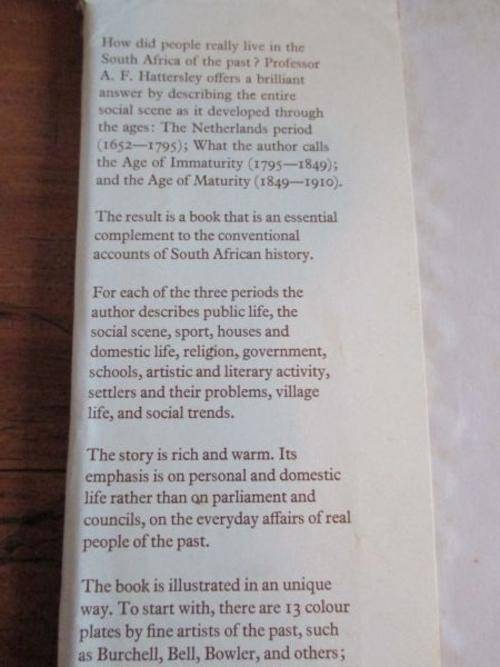 How did people really live in the
South Africa of the past? Professor
A. F. Hattersley offers a brilliant
answer by describing the entire
social scene as it developed through
the ages: The Netherlands period
(1652—1795); What the author calls
the Age of Immaturity (1795—1849);
and the Age of Maturity (1849—1910).
The result is a book that is an essential
complement to the conventional
accounts of South African history.
For each of the three periods the
author describes public life, the
social scene, sport, houses and
domestic life, religion, government,
schools, artistic and literary activity,
settlers and their problems, village
life, and social trends.
The story is rich and warm. Its
emphasis is on personal and domestic
life rather than on parliament and
councils, on the everyday affairs of real
people of the past.
The book is illustrated in an unique
way. To start with, there are 13 colour
plates by fine artists of the past, such
as Burchell, Bell, Bowler, and others;